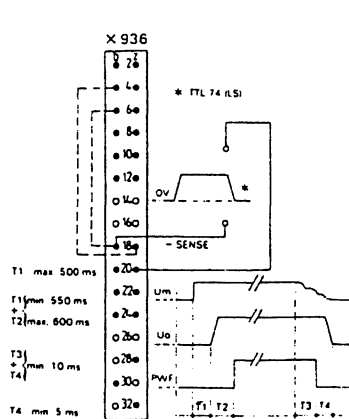 X 936
D Z
2
4
* TTL 74 (LS)
6
8
10
12
0V
*
14
16
18
- SENSE
T1 max 500 ms
20
Um
T1 min 550 ms
22
+
T2 max. 600 ms
24
Ua
26
T3
+ min 10 ms
28
T4
PWF
30
T4 min 5 ms
32
T1 T2 T3 T4